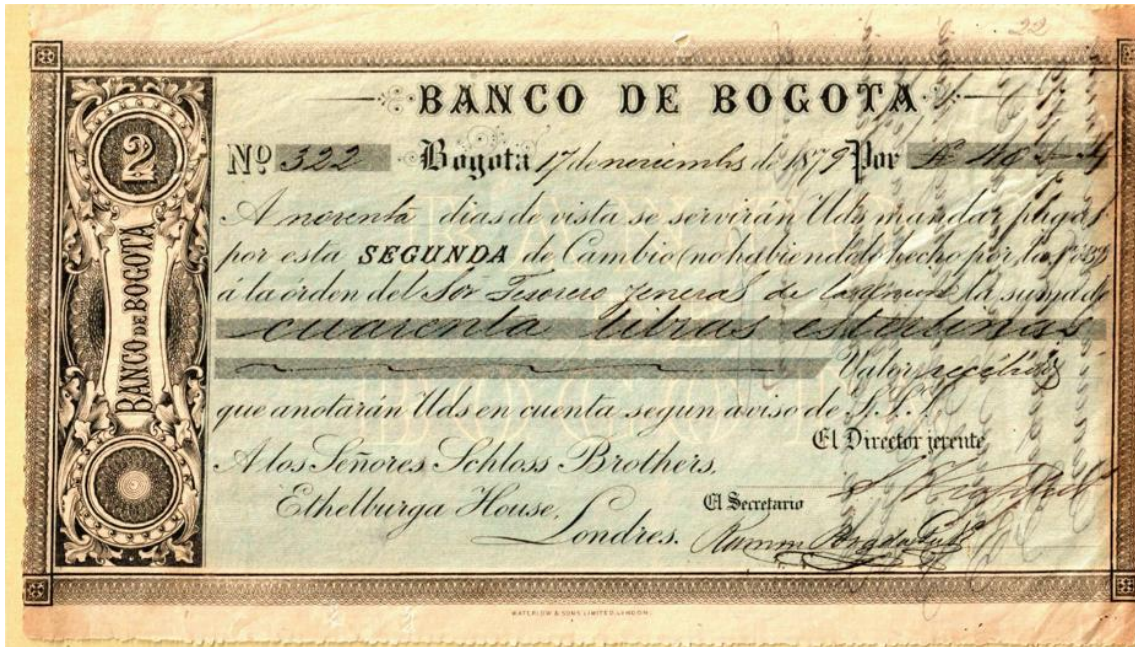 22
BANCO DE BOGOTA
Nº 322 Bogota 17 de noviembre de 1879 Por £ 40
A noventa dias de vista se servirán Uds mandar pagar
por esta SEGUNDA de Cambio (no habiendolo hecho por la
á la órden del Sor Tesorero Jeneral de la la suma de
cuarenta libras esterlinas
Valor recibido
que anotarán Uds en cuenta segun aviso de S.S.
El Director jerente,
A los Señores Schloss Brothers,
El Secretario
Ethelburga House,
Londres.
2
BANCO DE BOGOTA
WATERLOW & SONS LIMITED, LONDON.